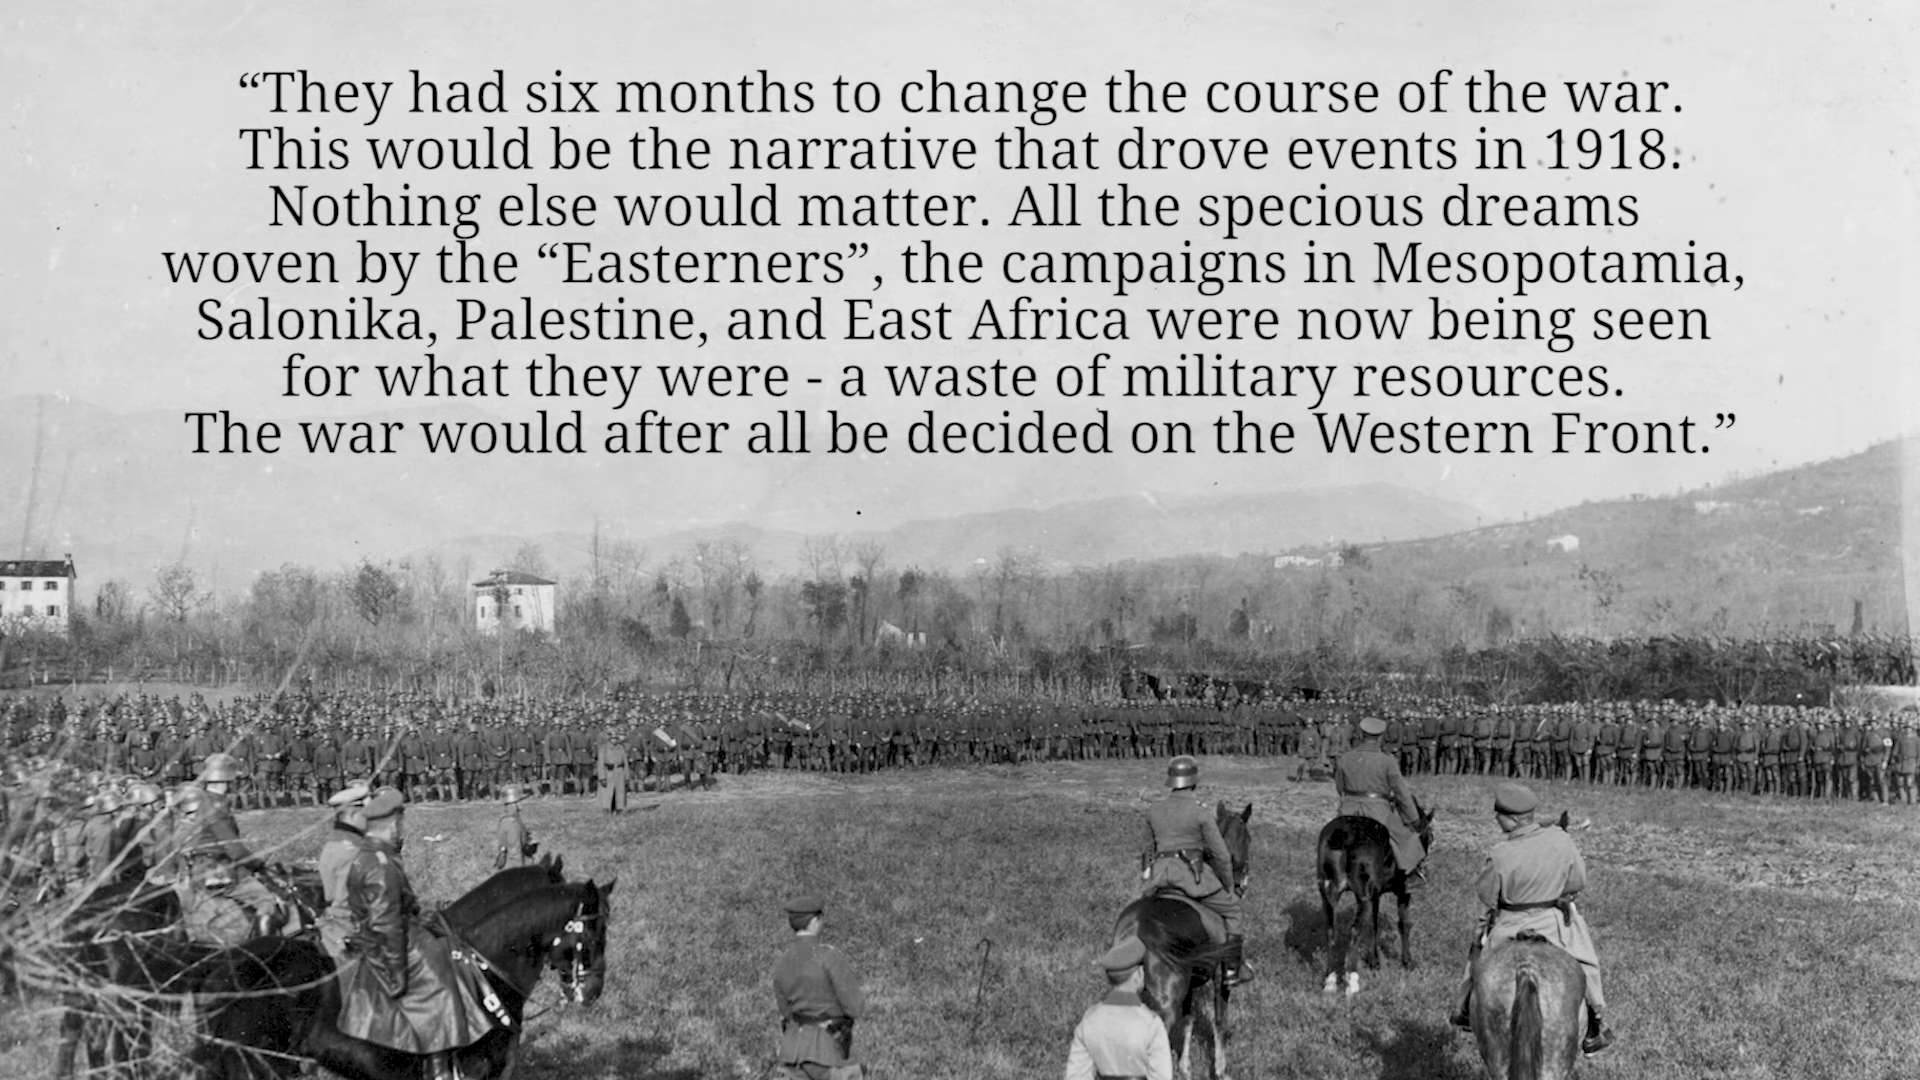 “They had six months to change the course of the war.
This would be the narrative that drove events in 1918.
Nothing else would matter. All the specious dreams
woven by the “Easterners”, the campaigns in Mesopotamia,
Salonika, Palestine, and East Africa were now being seen
for what they were - a waste of military resources.
The war would after all be decided on the Western Front.”